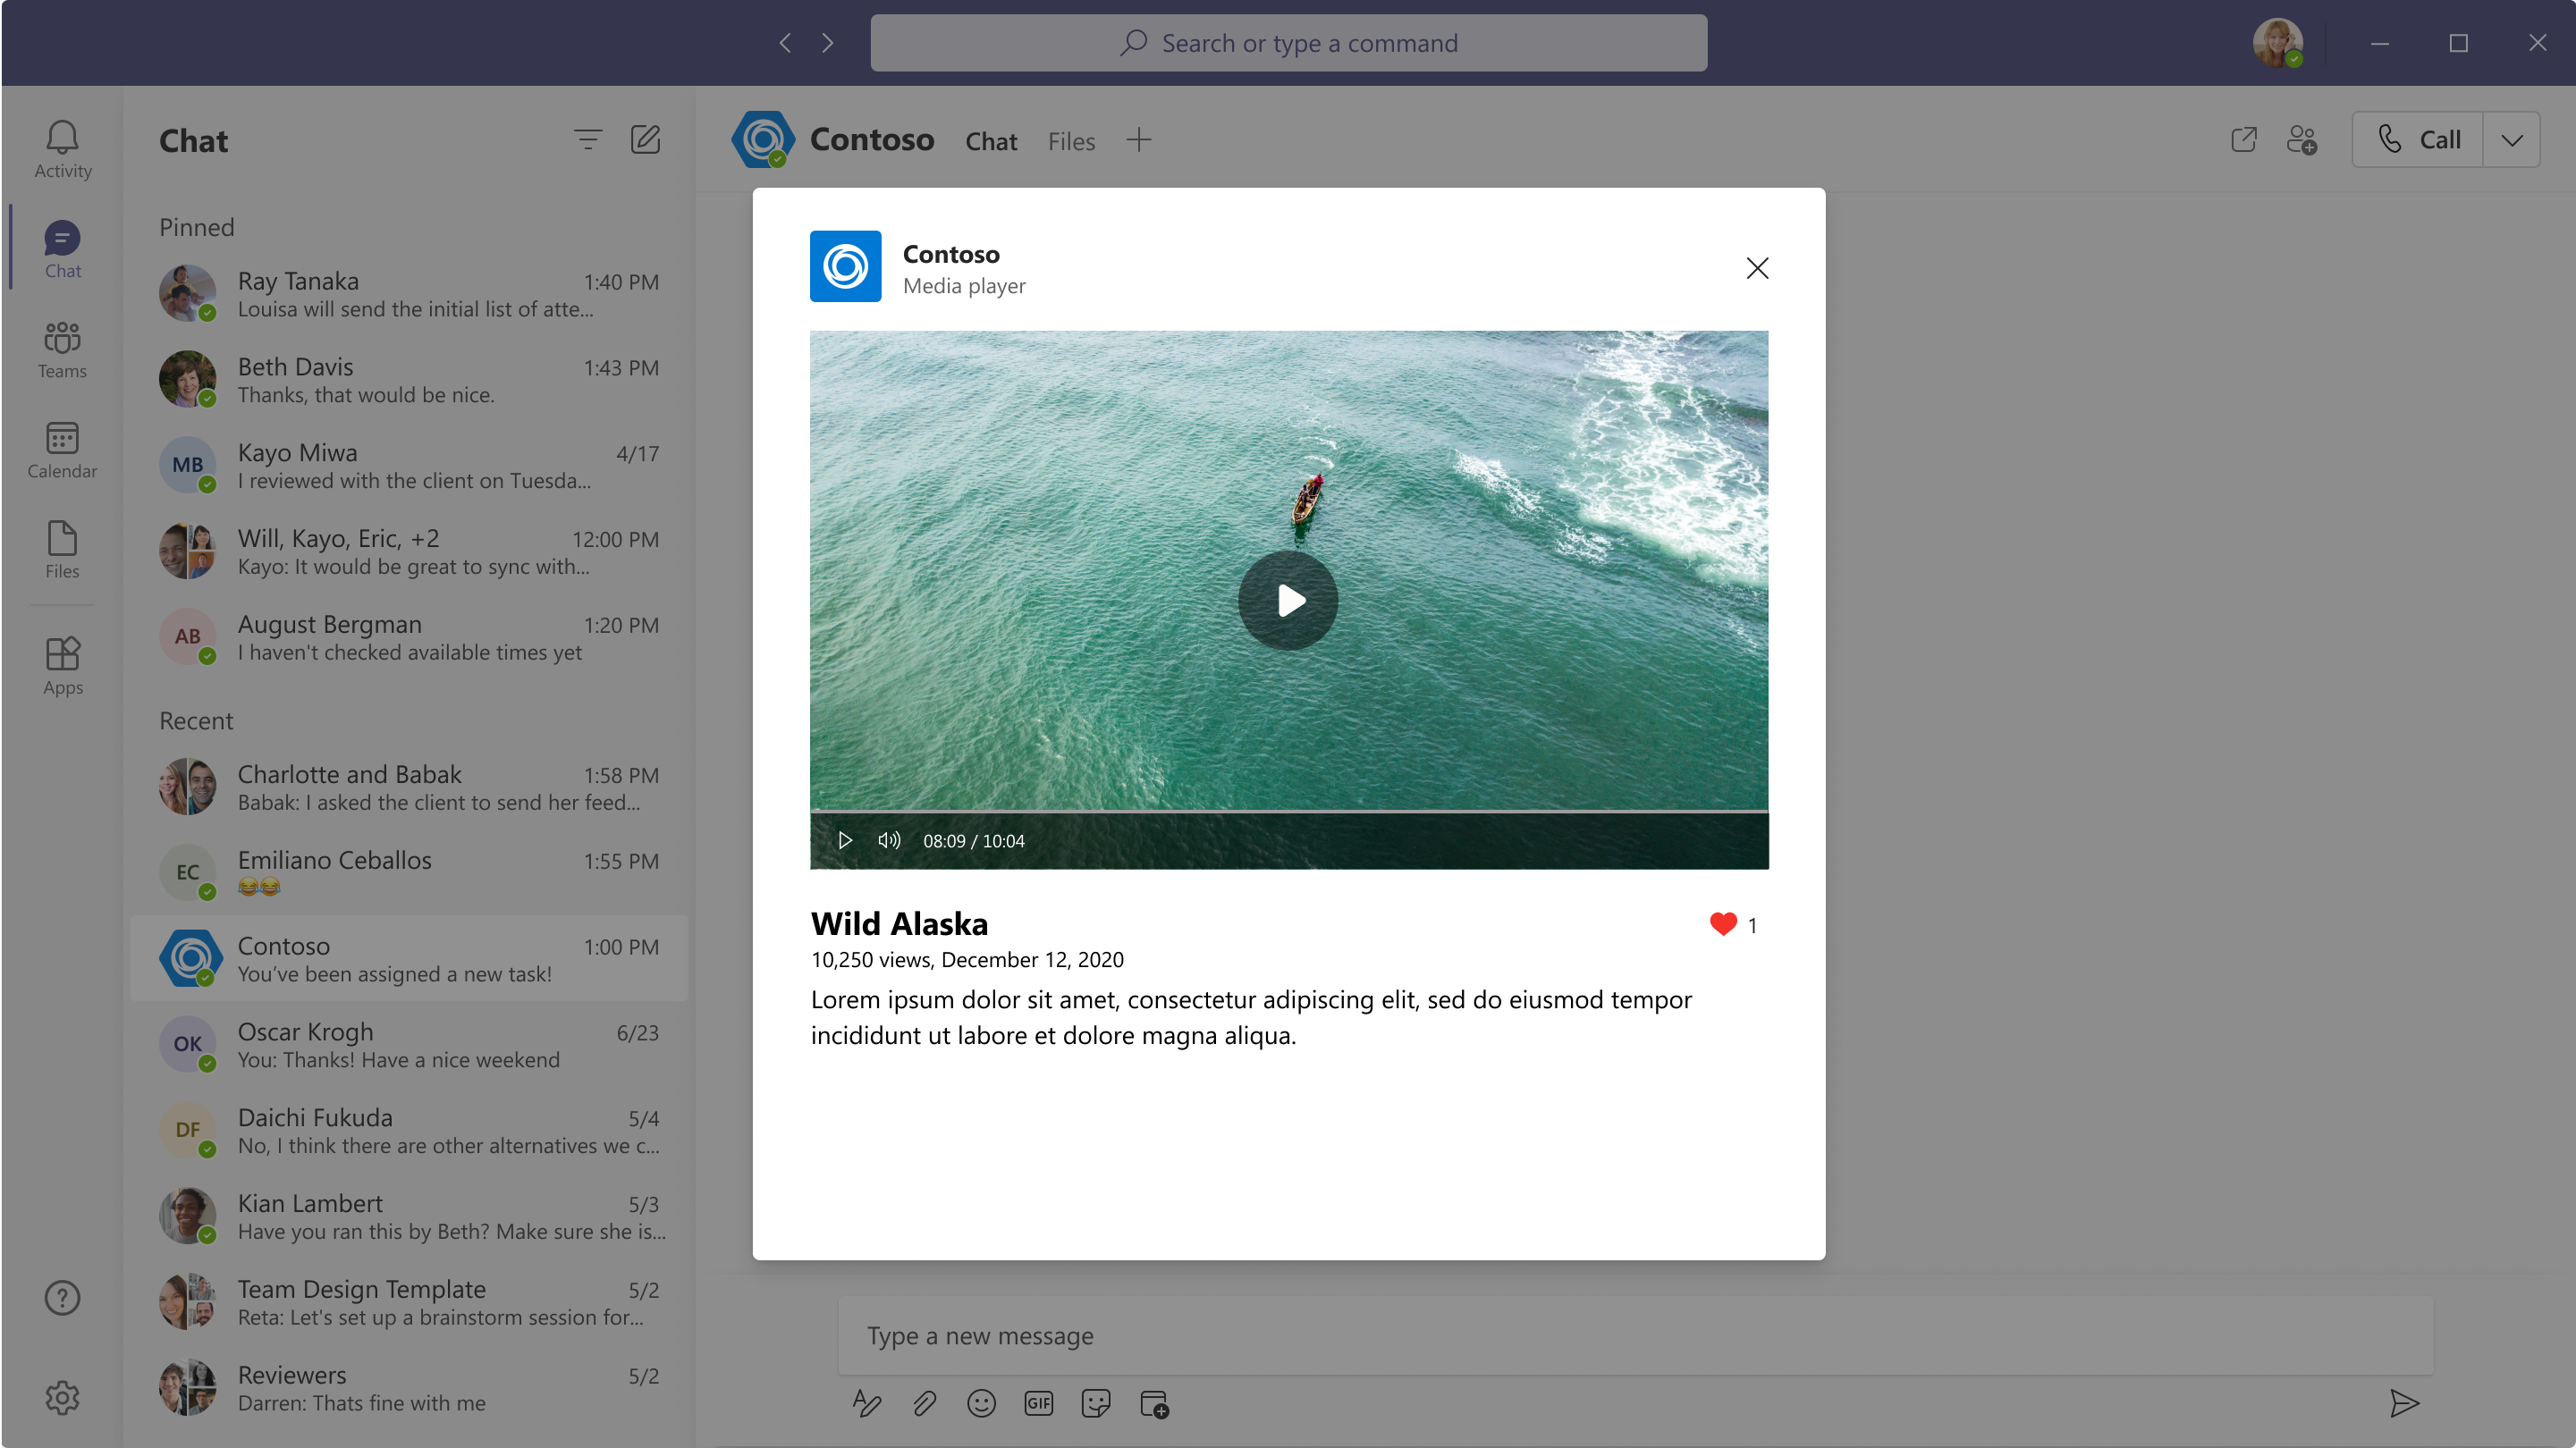 Search or type a command
Activity
Chat
Teams
Calendar
Files
Apps
Chat
Pinned
Ray Tanaka
1:40 PM
Louisa will send the initial list of atte...
Beth Davis
1:43 PM
Thanks, that would be nice.
MB
Kayo Miwa
4/17
I reviewed with the client on Tuesda...
Will, Kayo, Eric, +2
12:00 PM
Kayo: It would be great to sync with...
AB
August Bergman
1:20 PM
I haven't checked available times yet
Recent
Charlotte and Babak
1:58 PM
Babak: I asked the client to send her feed...
EC
Emiliano Ceballos
1:55 PM
😂😂
Contoso
1:00 PM
You’ve been assigned a new task!
OK
Oscar Krogh
6/23
You: Thanks! Have a nice weekend
DF
Daichi Fukuda
5/4
No, I think there are other alternatives we c...
Kian Lambert
5/3
Have you ran this by Beth? Make sure she is...
Team Design Template
5/2
Reta: Let's set up a brainstorm session for...
Reviewers
5/2
Darren: Thats fine with me
Contoso
Chat
Files
Call
Contoso
Media player
08:09 / 10:04
Wild Alaska
1
10,250 views, December 12, 2020
Lorem ipsum dolor sit amet, consectetur adipiscing elit, sed do eiusmod tempor
incididunt ut labore et dolore magna aliqua.
Type a new message
GIF